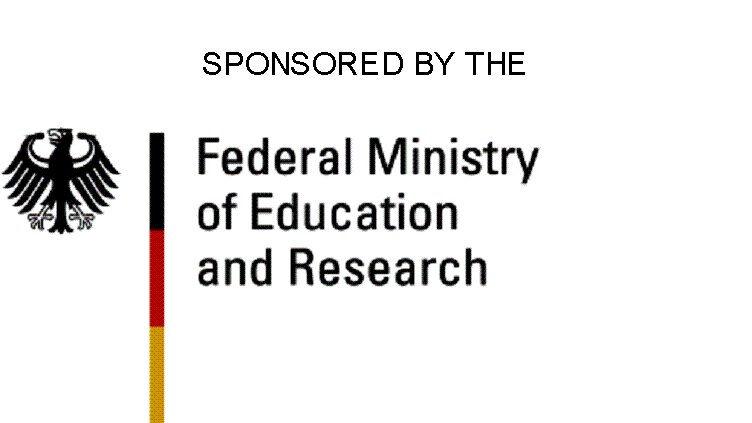 SPONSORED BY THE
Federal Ministry
of Education
and Research